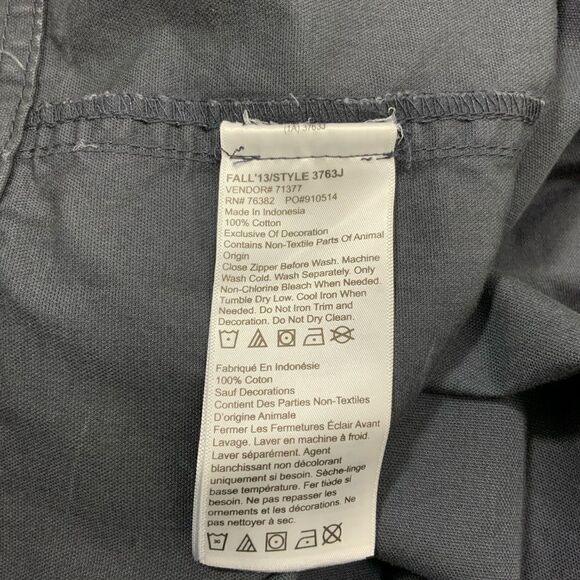 (1A) 3763J
FALL'13/STYLE 3763J
VENDOR# 71377
RN# 76382 PO#910514
Made In Indonesia
100% Cotton
Exclusive Of Decoration
Contains Non-Textile Parts Of Animal
Origin
Close Zipper Before Wash. Machine
Wash Cold. Wash Separately. Only
Non-Chlorine Bleach When Needed.
Tumble Dry Low. Cool Iron When
Needed. Do Not Iron Trim and
Decoration. Do Not Dry Clean.
Fabriqué En Indonésie
100% Coton
Sauf Decorations
Contient Des Parties Non-Textiles
D'origine Animale
Fermer Les Fermetures Éclair Avant
Lavage. Laver en machine à froid.
Laver séparément. Agent
blanchissant non décolorant
uniquement si besoin. Sèche-linge
basse température. Fer tiède si
besoin. Ne pas repasser les
ornements et les décorations. Ne
pas nettoyer à sec.
30